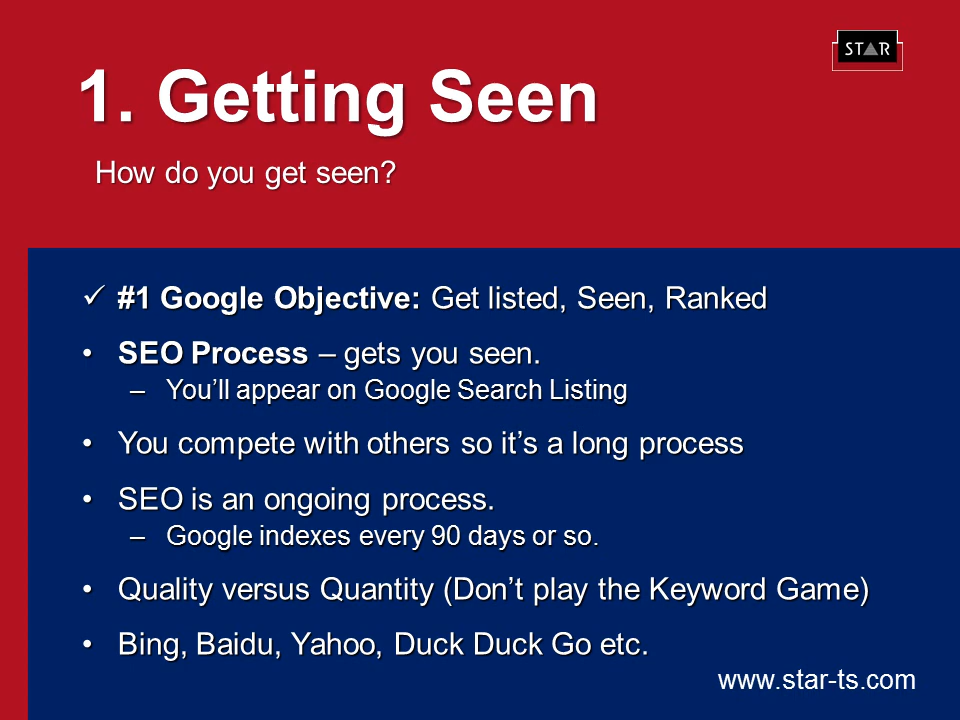 STAR
1. Getting Seen
How do you get seen?
✓ #1 Google Objective: Get listed, Seen, Ranked
• SEO Process – gets you seen.
– You’ll appear on Google Search Listing
• You compete with others so it’s a long process
• SEO is an ongoing process.
– Google indexes every 90 days or so.
• Quality versus Quantity (Don’t play the Keyword Game)
• Bing, Baidu, Yahoo, Duck Duck Go etc.
www.star-ts.com